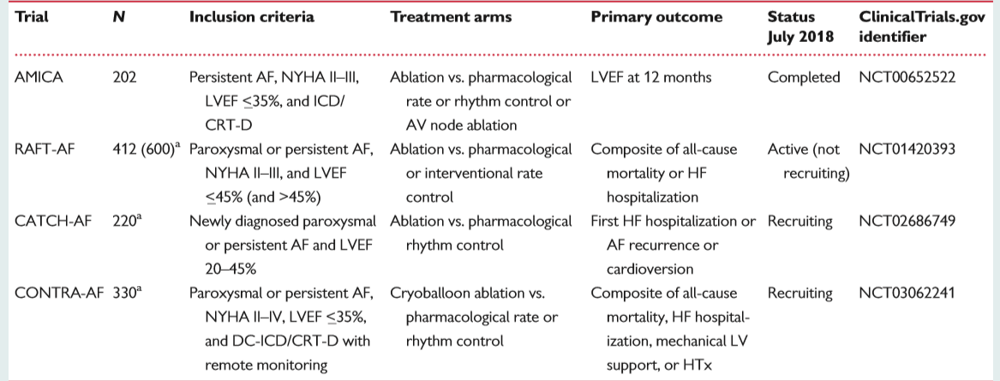 Trial N Inclusion criteria Treatment arms Primary outcome Status ClinicalTrials.gov
July 2018 identifier
AMICA 202 Persistent AF, NYHA II–III, Ablation vs. pharmacological LVEF at 12 months Completed NCT00652522
LVEF ≤35%, and ICD/ rate or rhythm control or
CRT-D AV node ablation
RAFT-AF 412 (600)ª Paroxysmal or persistent AF, Ablation vs. pharmacological Composite of all-cause Active (not NCT01420393
NYHA II–III, and LVEF or interventional rate mortality or HF recruiting)
≤45% (and >45%) control hospitalization
CATCH-AF 220ª Newly diagnosed paroxysmal Ablation vs. pharmacological First HF hospitalization or Recruiting NCT02686749
or persistent AF and LVEF rhythm control AF recurrence or
20–45% cardioversion
CONTRA-AF 330ª Paroxysmal or persistent AF, Cryoballoon ablation vs. Composite of all-cause Recruiting NCT03062241
NYHA II–IV, LVEF ≤35%, pharmacological rate or mortality, HF hospital-
and DC-ICD/CRT-D with rhythm control ization, mechanical LV
remote monitoring support, or HTx